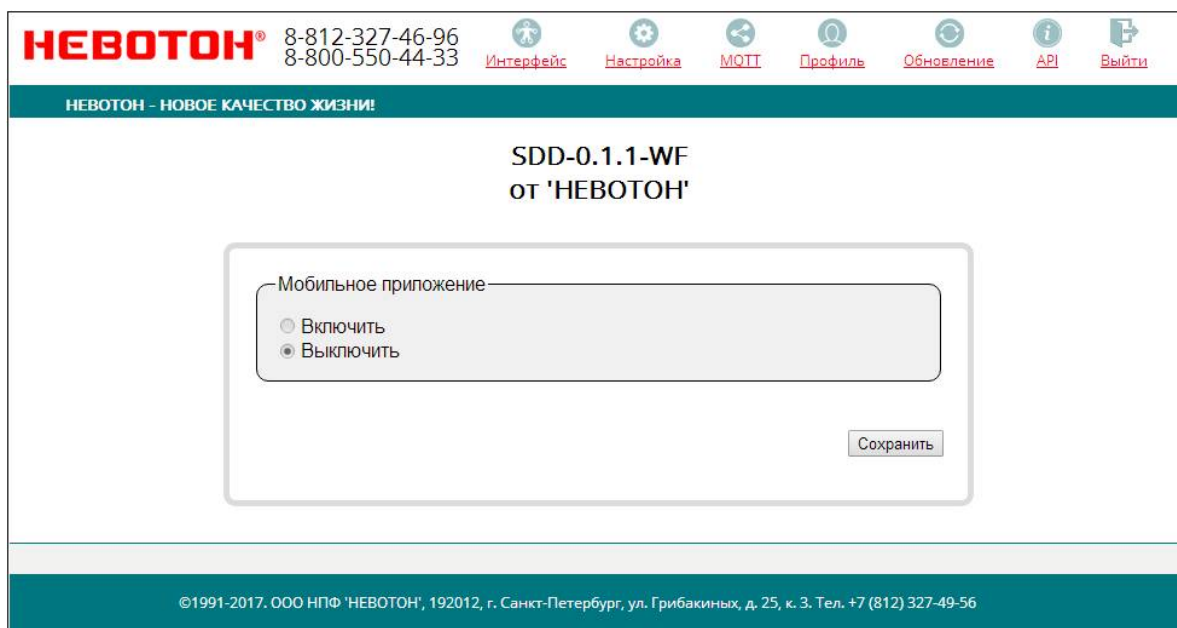 НЕВОТОН®
8-812-327-46-96
8-800-550-44-33
Интерфейс
Настройка
MQTT
Профиль
Обновление
API
Выйти
НЕВОТОН - НОВОЕ КАЧЕСТВО ЖИЗНИ!
SDD-0.1.1-WF
от 'НЕВОТОН'
Мобильное приложение
Включить
Выключить
Сохранить
©1991-2017. ООО НПФ 'НЕВОТОН', 192012, г. Санкт-Петербург, ул. Грибакиных, д. 25, к. 3. Тел. +7 (812) 327-49-56